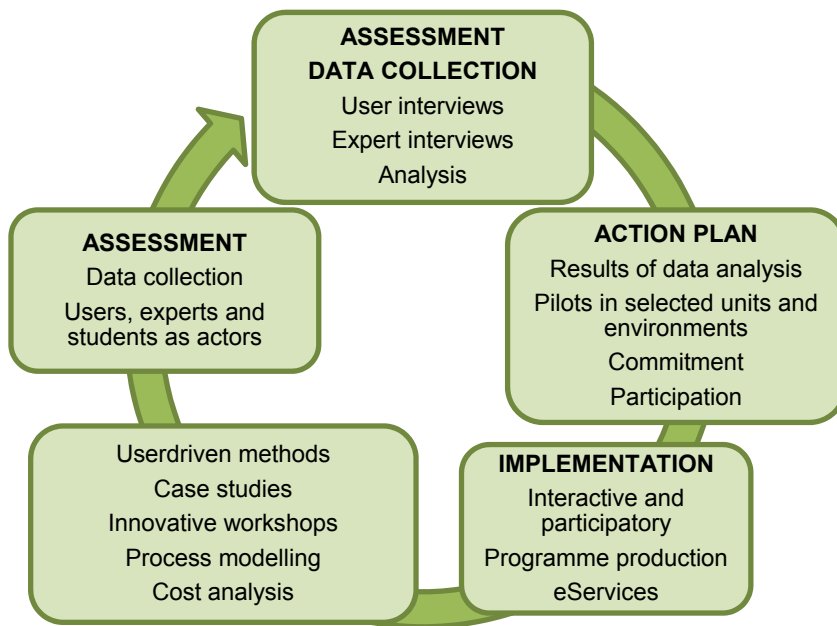 ASSESSMENT
DATA COLLECTION
User interviews
Expert interviews
Analysis
ACTION PLAN
Results of data analysis
Pilots in selected units and
environments
Commitment
Participation
IMPLEMENTATION
Interactive and
participatory
Programme production
eServices
Userdriven methods
Case studies
Innovative workshops
Process modelling
Cost analysis
ASSESSMENT
Data collection
Users, experts and
students as actors